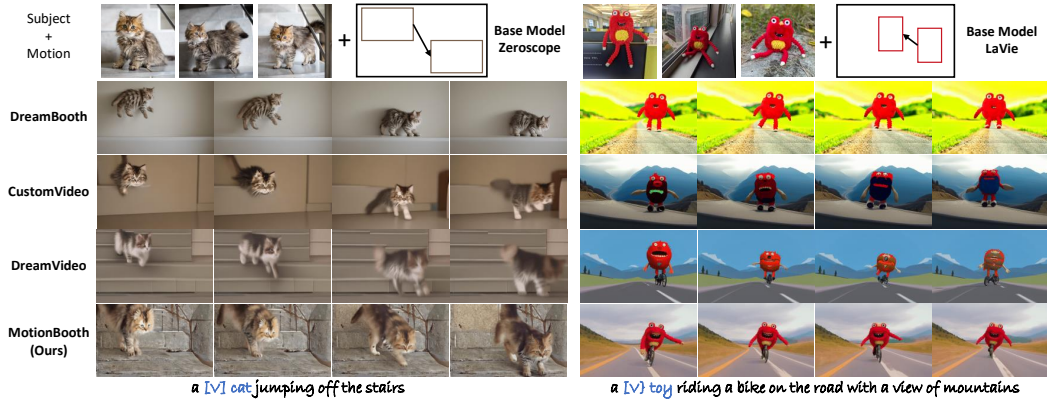 Subject
+
Motion
+
Base Model
Zeroscope
+
Base Model
LaVie
DreamBooth
CustomVideo
DreamVideo
MotionBooth
(Ours)
a [V] cat jumping off the stairs
a [V} toy riding a bike on the road with a view of mountains